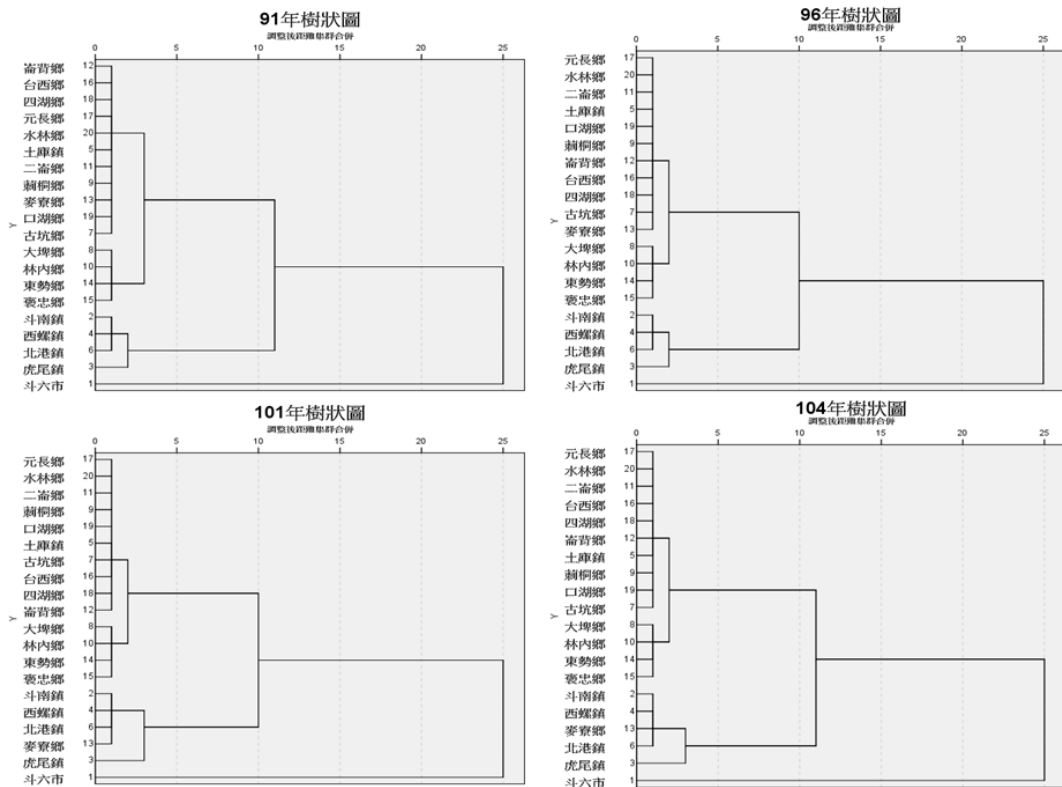 91年樹狀圖
調整後距離集群合併
0 5 10 15 20 25
崙背鄉 12
台西鄉 16
四湖鄉 18
元長鄉 17
水林鄉 20
土庫鎮 5
二崙鄉 11
莿桐鄉 9
麥寮鄉 13
口湖鄉 19
古坑鄉 7
大埤鄉 8
林內鄉 10
東勢鄉 14
褒忠鄉 15
斗南鎮 2
西螺鎮 4
北港鎮 6
虎尾鎮 3
斗六市 1
Y
96年樹狀圖
調整後距離集群合併
0 5 10 15 20 25
元長鄉 17
水林鄉 20
二崙鄉 11
土庫鎮 5
口湖鄉 19
莿桐鄉 9
崙背鄉 12
台西鄉 16
四湖鄉 18
古坑鄉 7
麥寮鄉 13
大埤鄉 8
林內鄉 10
東勢鄉 14
褒忠鄉 15
斗南鎮 2
西螺鎮 4
北港鎮 6
虎尾鎮 3
斗六市 1
Y
101年樹狀圖
調整後距離集群合併
0 5 10 15 20 25
元長鄉 17
水林鄉 20
二崙鄉 11
莿桐鄉 9
口湖鄉 19
土庫鎮 5
古坑鄉 7
台西鄉 16
四湖鄉 18
崙背鄉 12
大埤鄉 8
林內鄉 10
東勢鄉 14
褒忠鄉 15
斗南鎮 2
西螺鎮 4
北港鎮 6
麥寮鄉 13
虎尾鎮 3
斗六市 1
Y
104年樹狀圖
調整後距離集群合併
0 5 10 15 20 25
元長鄉 17
水林鄉 20
二崙鄉 11
台西鄉 16
四湖鄉 18
崙背鄉 12
土庫鎮 5
莿桐鄉 9
口湖鄉 19
古坑鄉 7
大埤鄉 8
林內鄉 10
東勢鄉 14
褒忠鄉 15
斗南鎮 2
西螺鎮 4
麥寮鄉 13
北港鎮 6
虎尾鎮 3
斗六市 1
Y